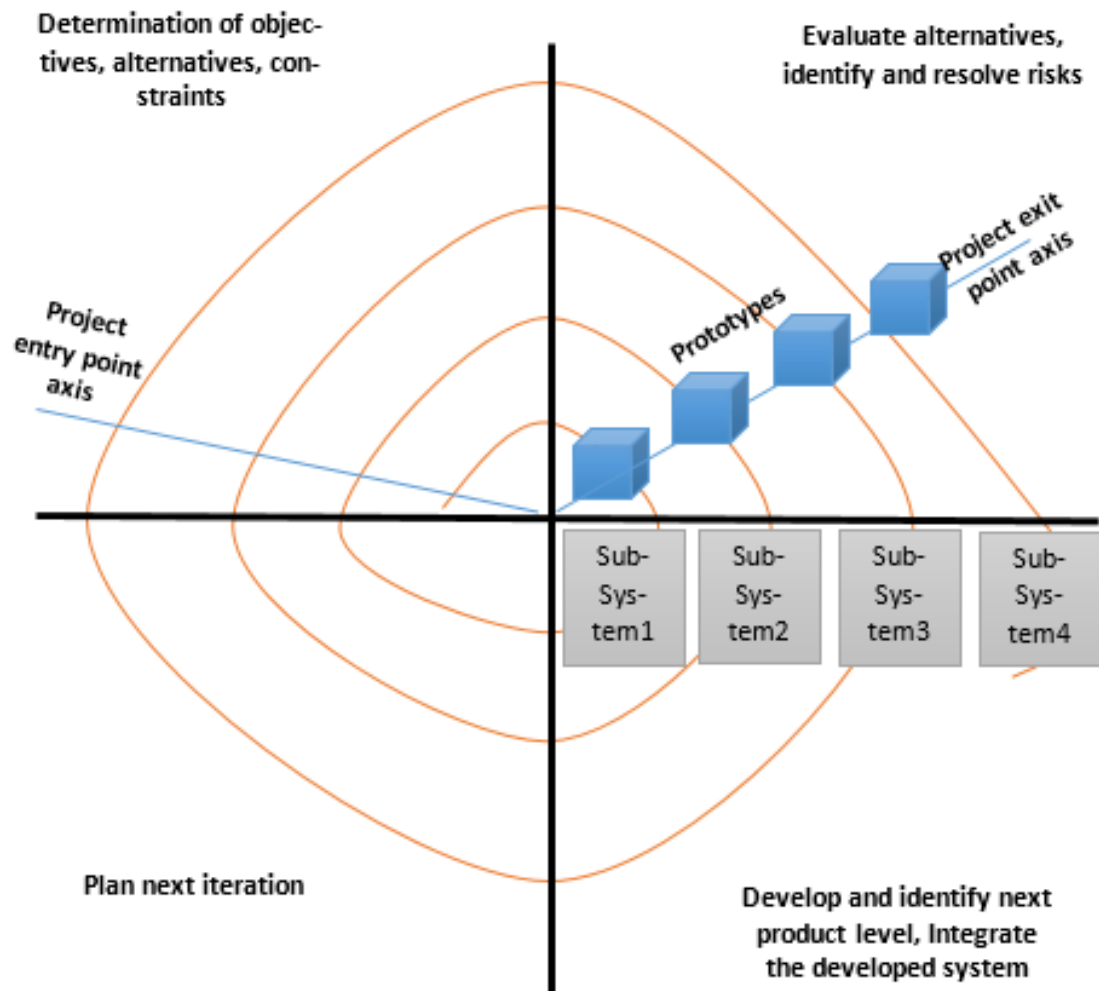 Determination of objec-
tives, alternatives, con-
straints
Evaluate alternatives,
identify and resolve risks
Project exit
point axis
Prototypes
Project
entry point
axis
Sub-
Sys-
tem1
Sub-
Sys-
tem2
Sub-
Sys-
tem3
Sub-
Sys-
tem4
Plan next iteration
Develop and identify next
product level, Integrate
the developed system